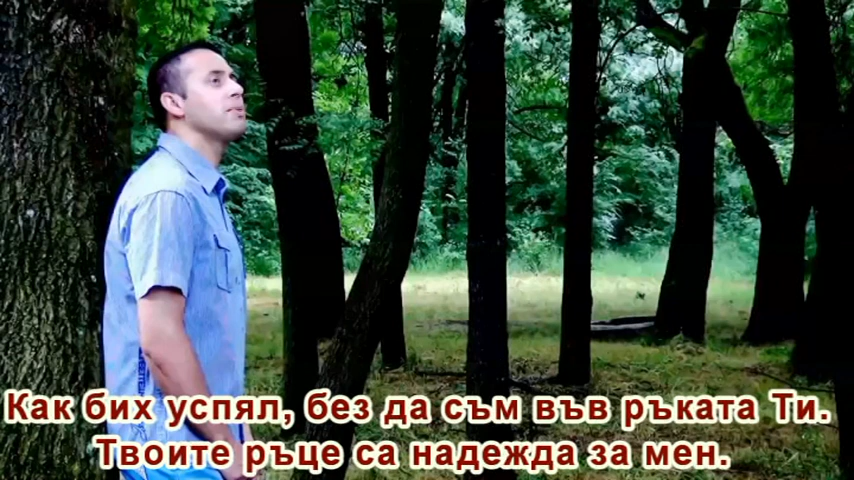 Как бих успял, без да съм във ръката Ти.
Твоите ръце са надежда за мен.